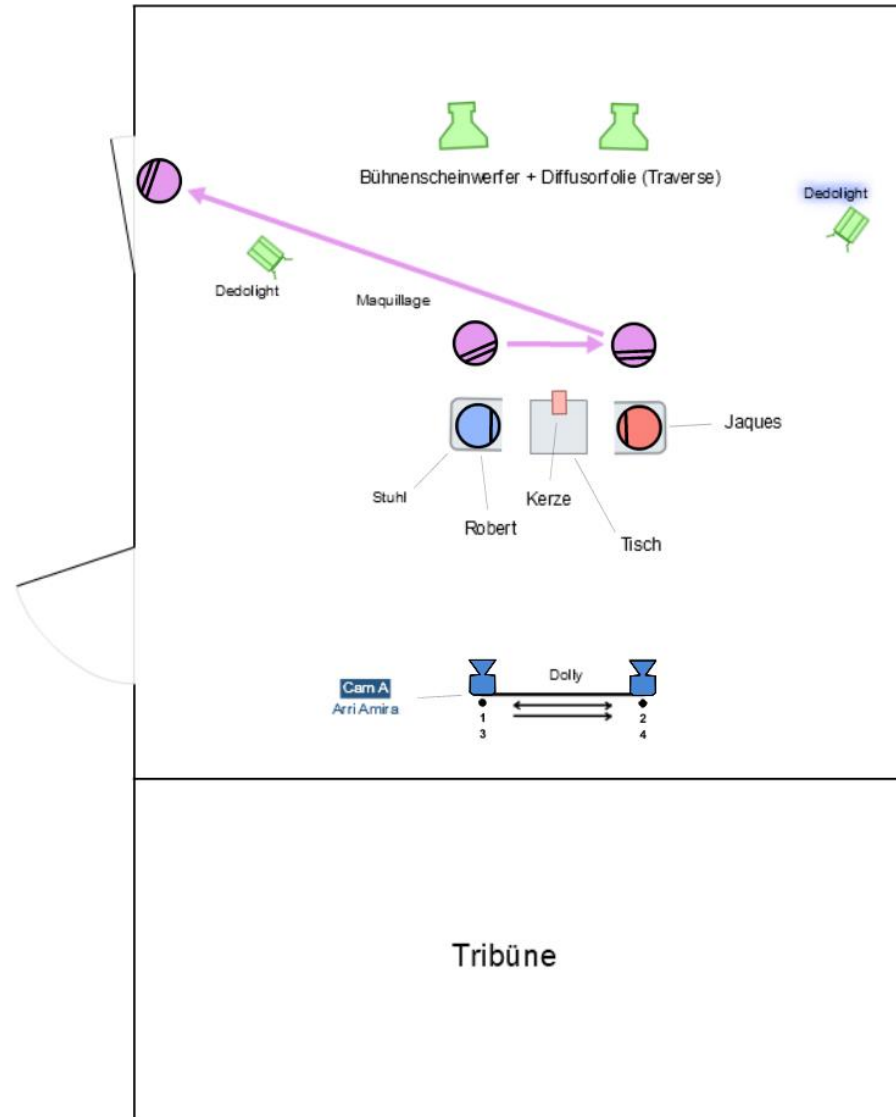 Bühnenscheinwerfer + Diffusorfolie (Traverse)
Dedolight
Dedolight
Maquillage
Jaques
Stuhl
Kerze
Robert
Tisch
Dolly
Cam A
Arri Amira
1
2
3
4
Tribüne